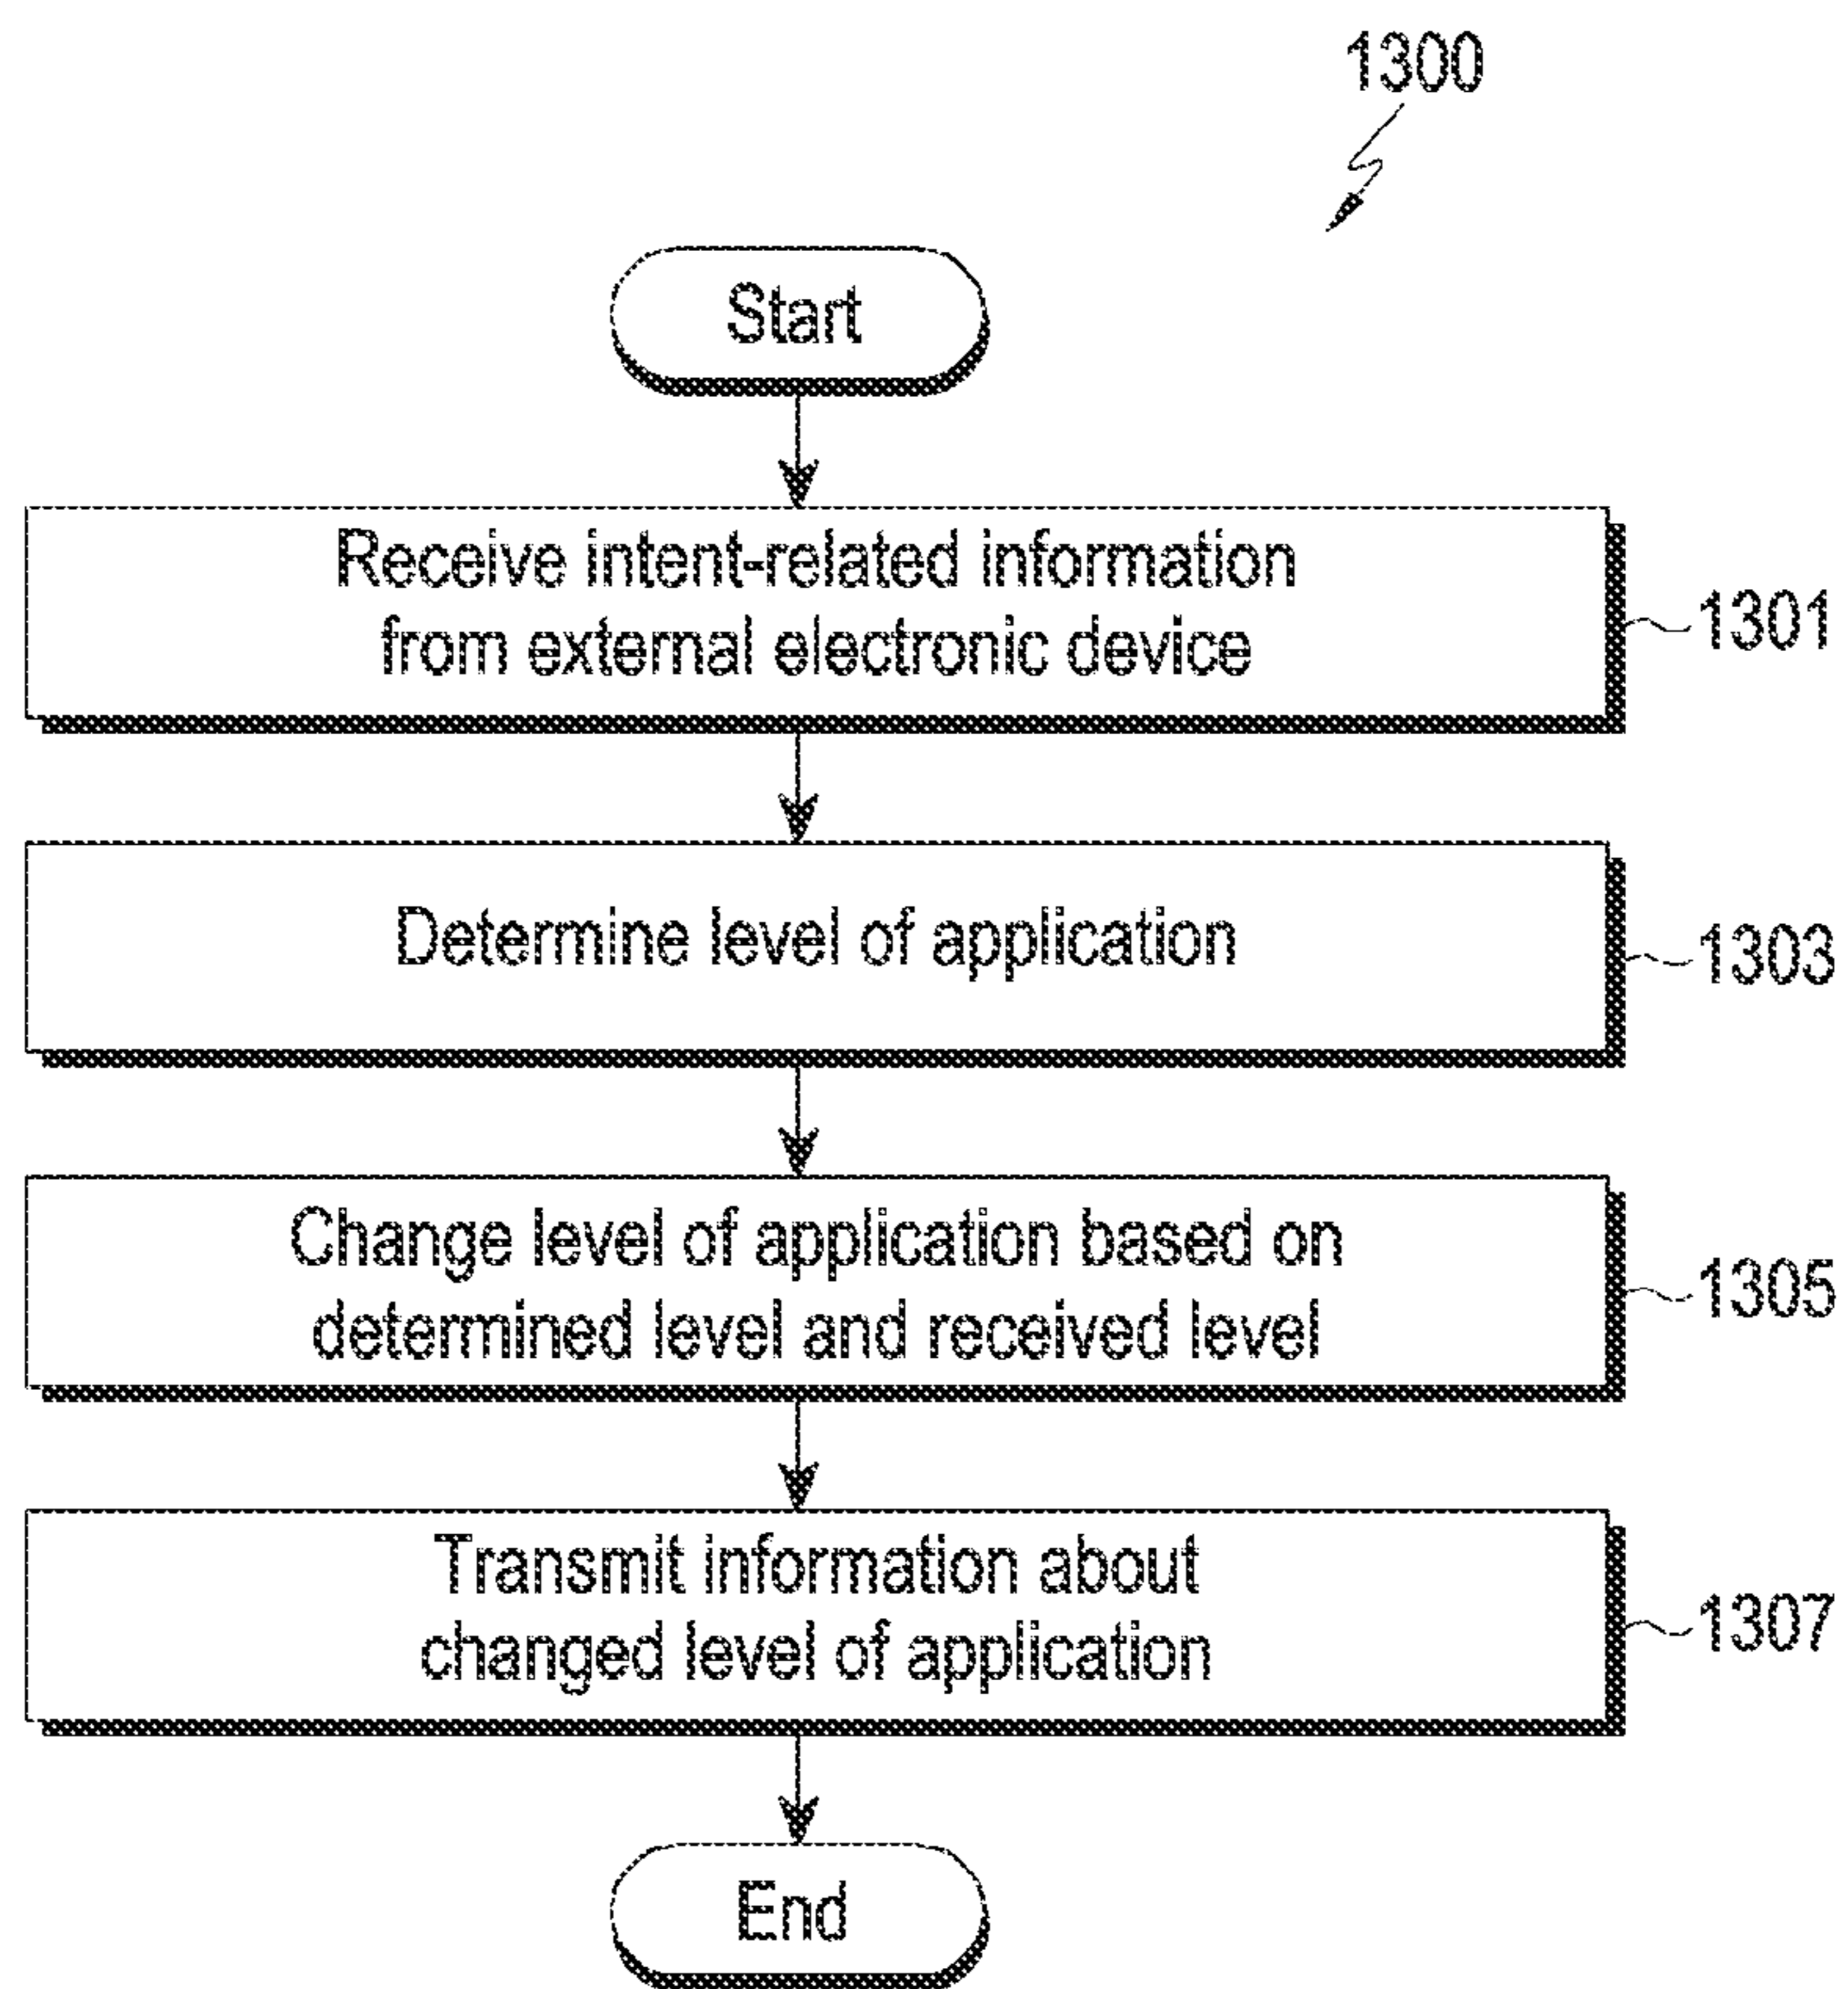 1300
Start
Receive intent-related information
from external electronic device
1301
Determine level of application
1303
Change level of application based on
determined level and received level
1305
Transmit information about
changed level of application
1307
End